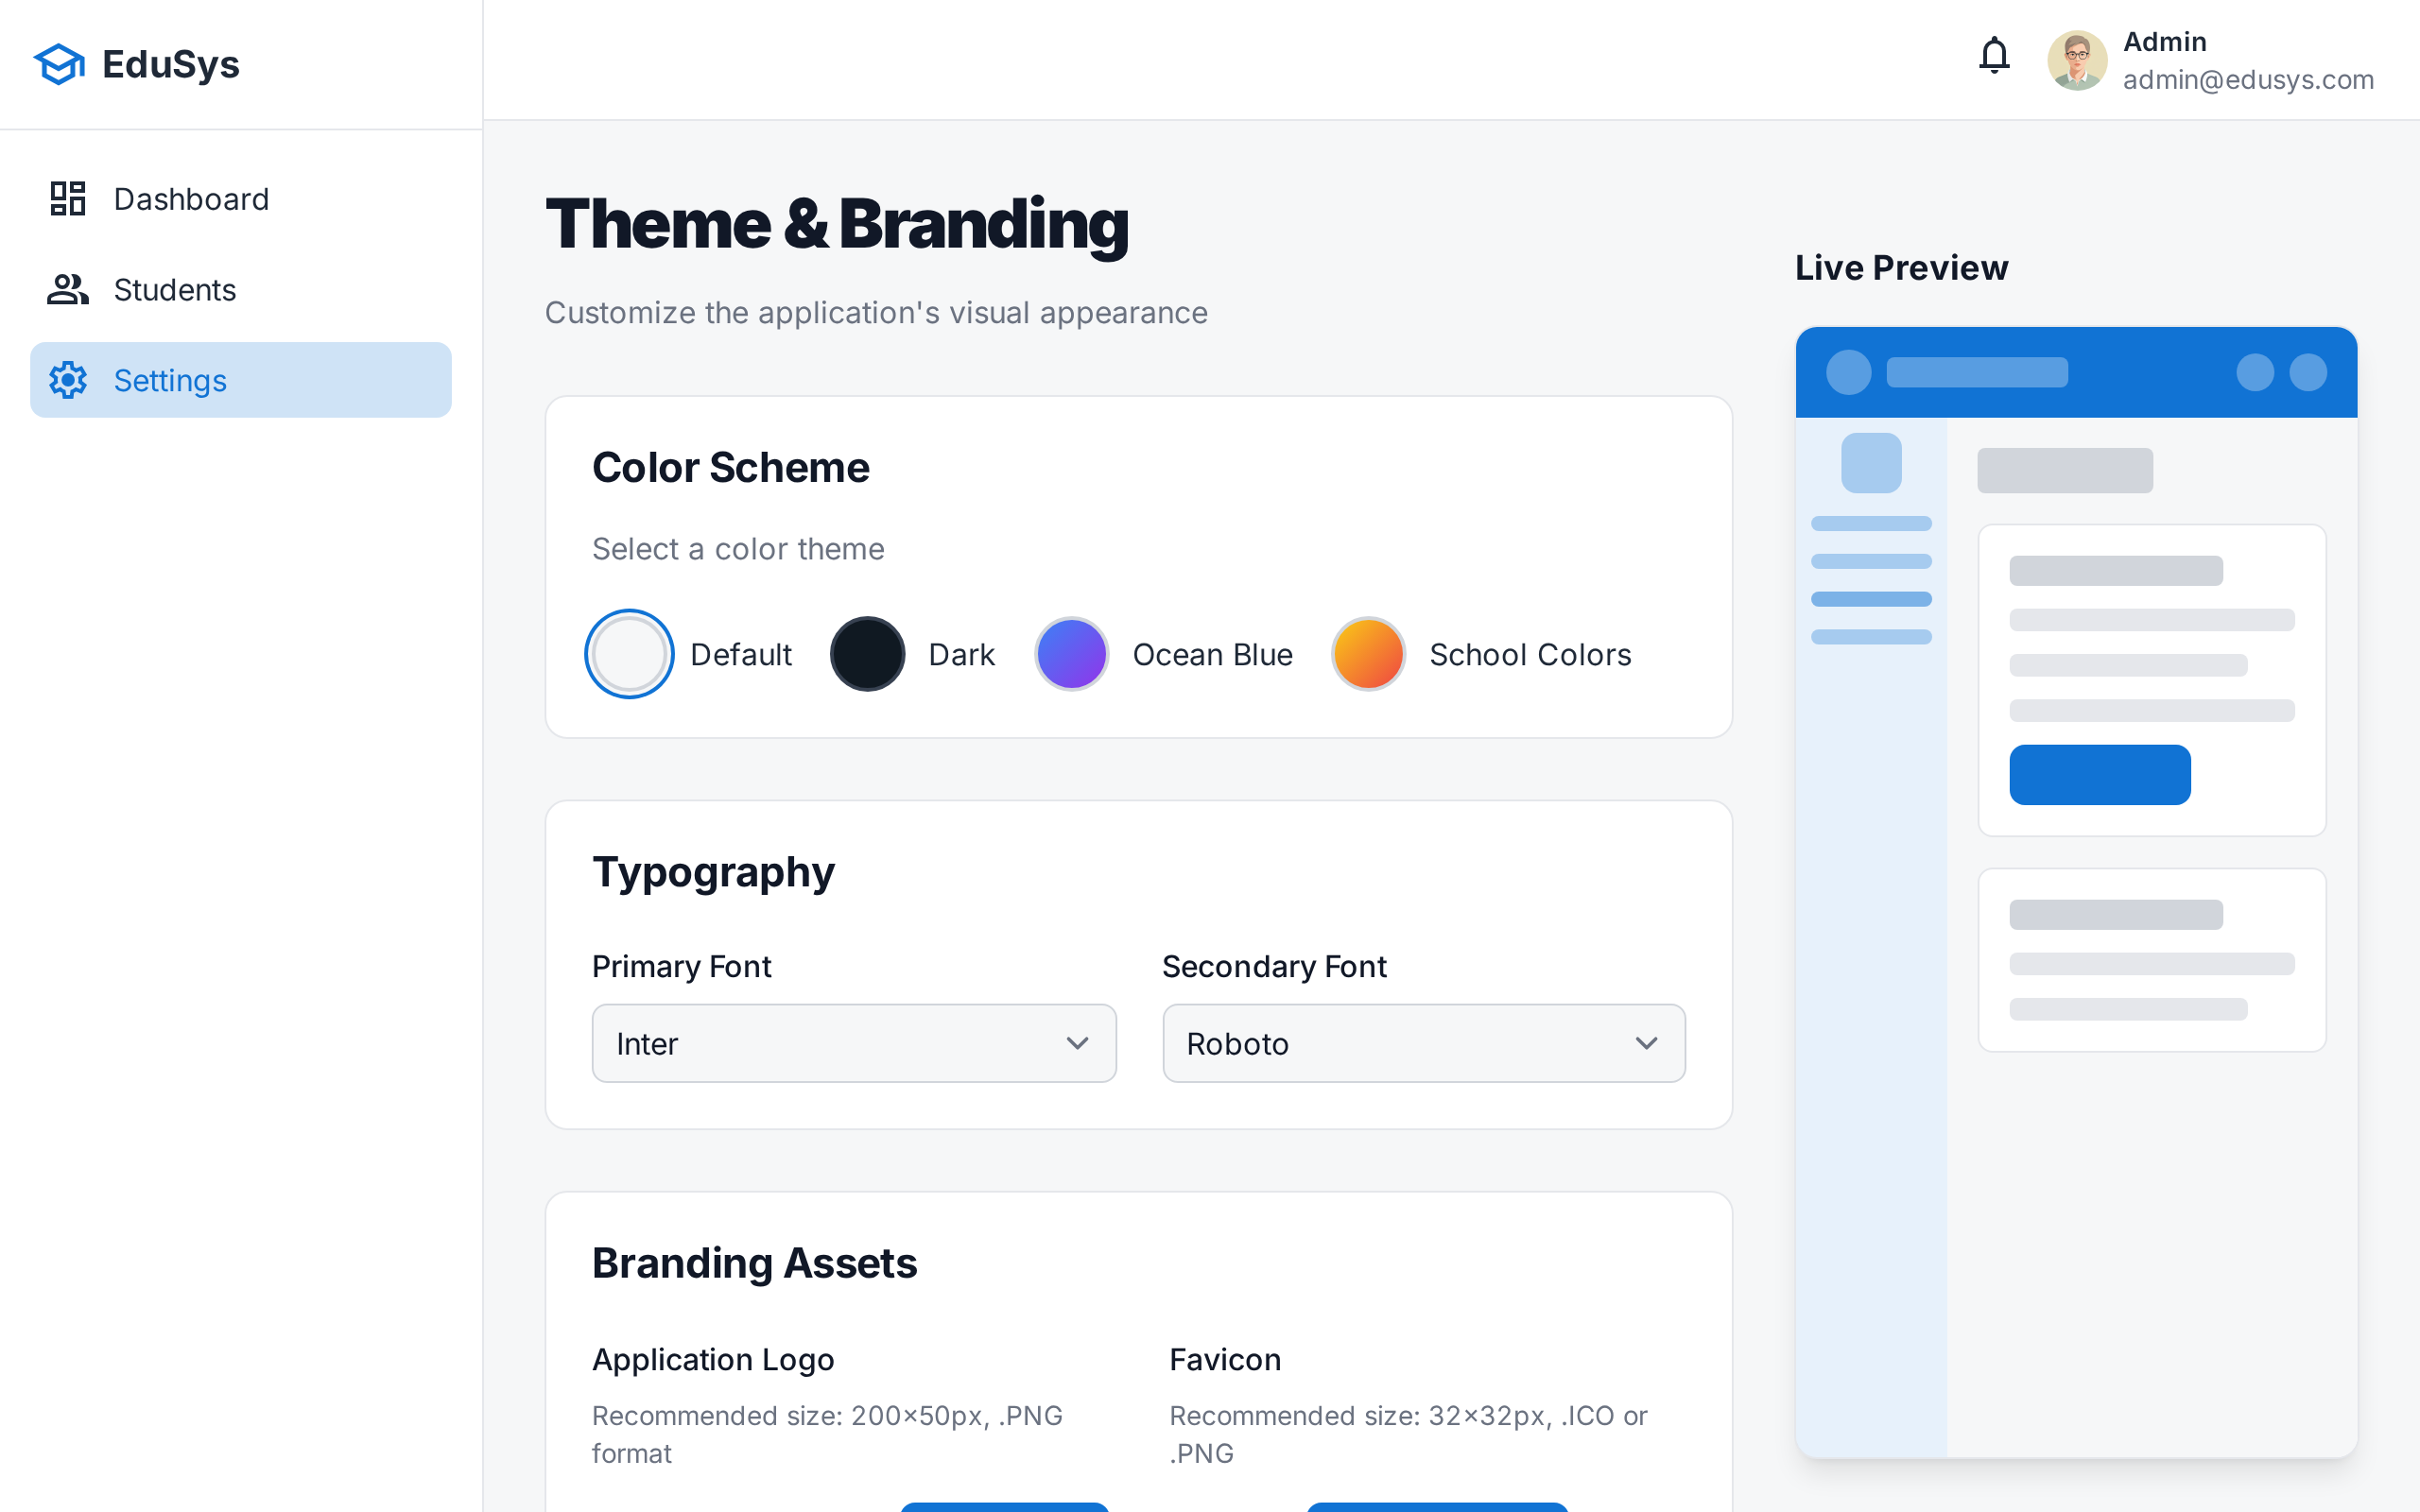 EduSys
Admin
admin@edusys.com
Dashboard
Students
Settings
Theme & Branding
Customize the application's visual appearance
Color Scheme
Select a color theme
Default
Dark
Ocean Blue
School Colors
Typography
Primary Font
Secondary Font
Inter
Roboto
Branding Assets
Application Logo
Recommended size: 200×50px, .PNG
format
Favicon
Recommended size: 32×32px, .ICO or
.PNG
Live Preview